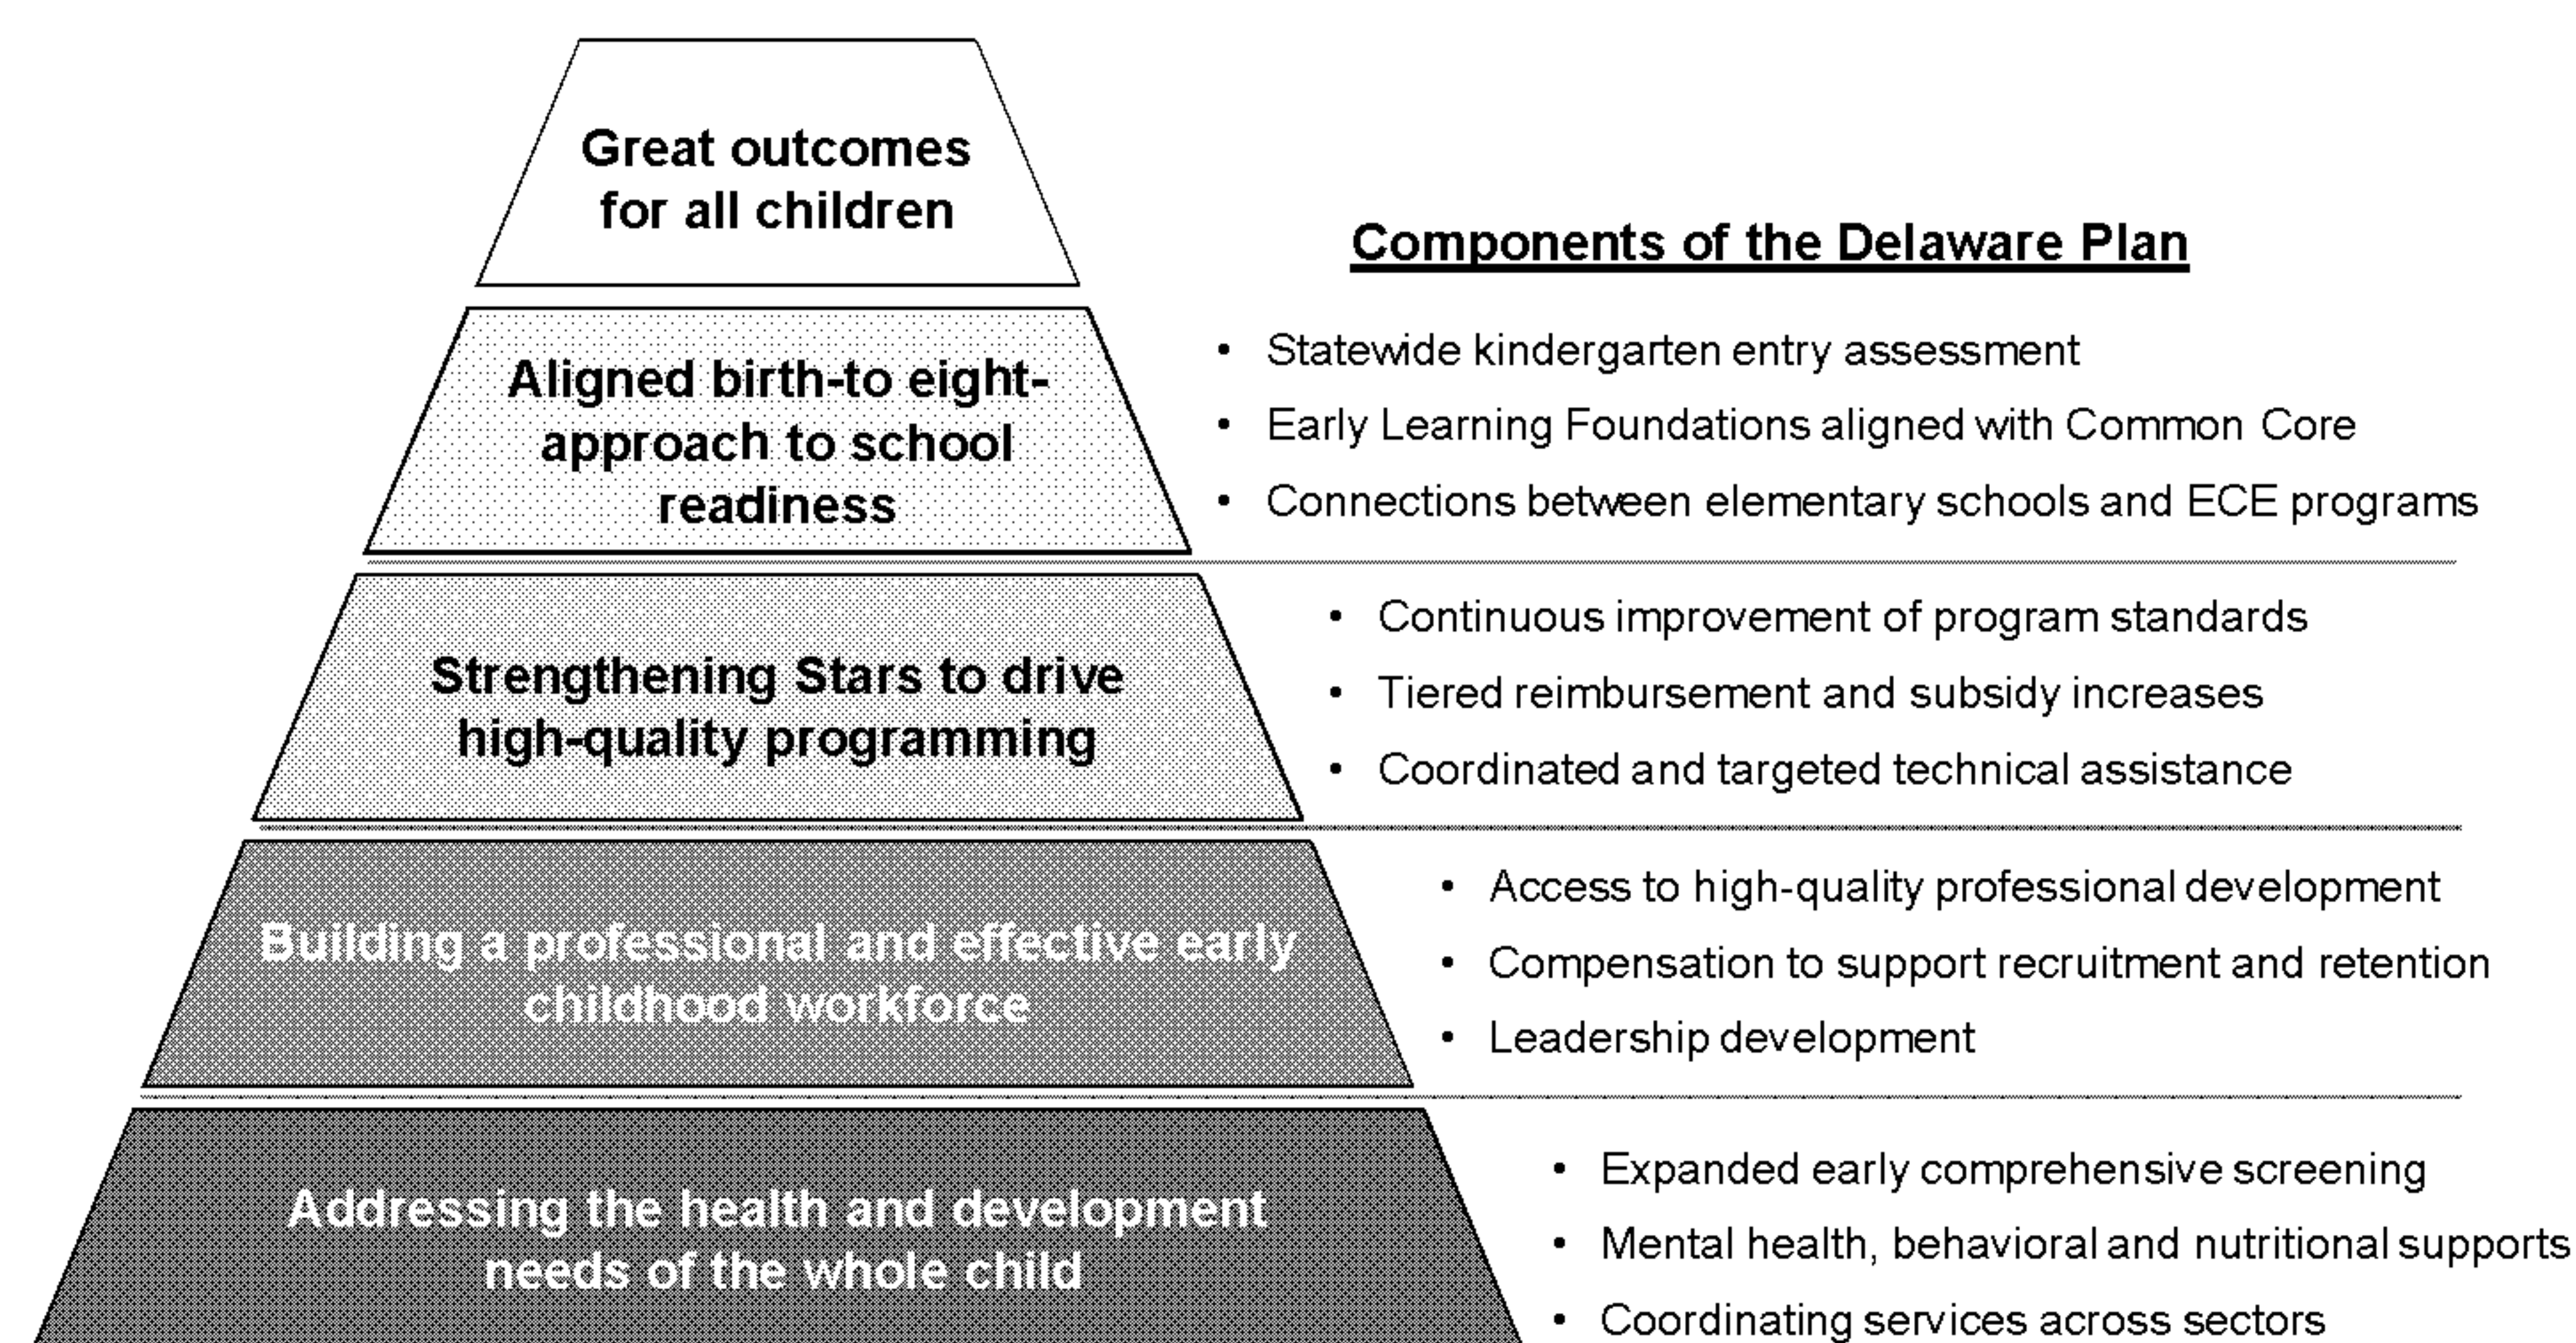 Great outcomes
for all children
Components of the Delaware Plan
Aligned birth-to eight-
approach to school
readiness
• Statewide kindergarten entry assessment
• Early Learning Foundations aligned with Common Core
• Connections between elementary schools and ECE programs
Strengthening Stars to drive
high-quality programming
• Continuous improvement of program standards
• Tiered reimbursement and subsidy increases
• Coordinated and targeted technical assistance
Building a professional and effective early
childhood workforce
• Access to high-quality professional development
• Compensation to support recruitment and retention
• Leadership development
Addressing the health and development
needs of the whole child
• Expanded early comprehensive screening
• Mental health, behavioral and nutritional supports
• Coordinating services across sectors